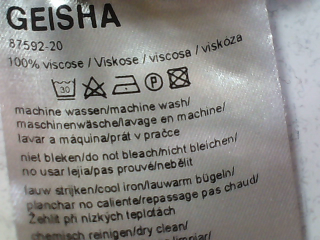 GEISHA
87592-20
100% viscose / Viskose / viscosa / viskóza
30 P
machine wassen/machine wash/
maschinenwäsche/lavage en machine/
lavar a máquina/prát v pračce
niet bleken/do not bleach/nicht bleichen/
no usar lejia/pas prouvé/nebělit
lauw strijken/cool iron/lauwarm bügeln/
planchar no caliente/repassage pas chaud/
Žehlit při nízkých teplotách
chemisch reinigen/dry clean/